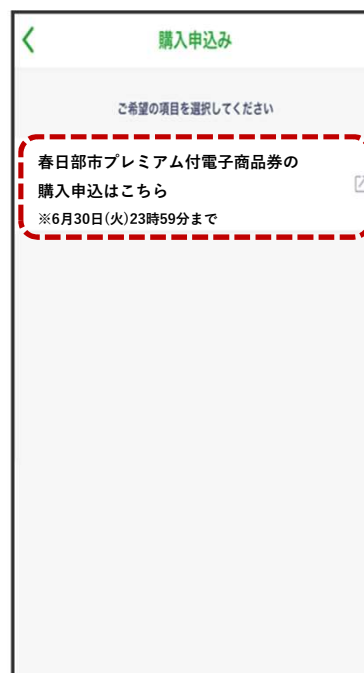 購入申込み
ご希望の項目を選択してください
春日部市プレミアム付電子商品券の
購入申込はこちら
※6月30日(火)23時59分まで